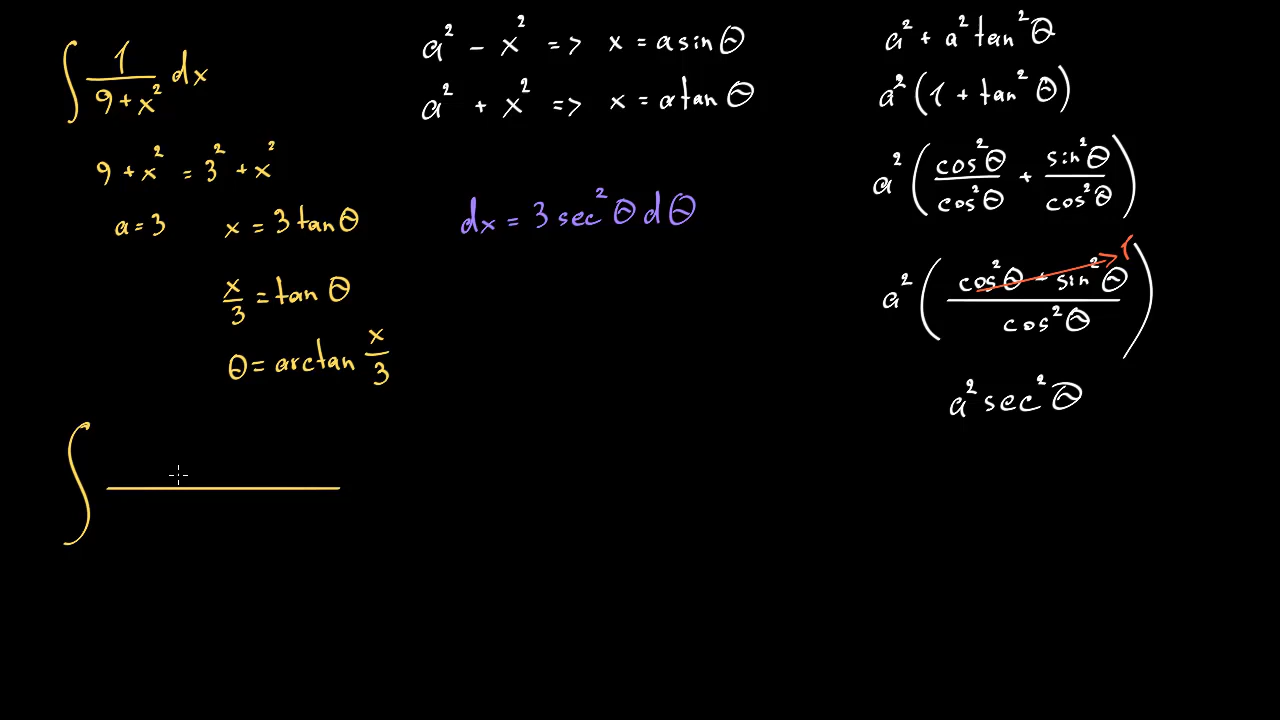 ∫ 1/(9 + x²) dx
9 + x² = 3² + x²
a = 3 x = 3 tan θ
x/3 = tan θ
θ = arctan x/3
∫
a² - x² => x = a sin θ
a² + x² => x = a tan θ
dx = 3 sec² θ dθ
a² + a² tan² θ
a² (1 + tan² θ)
a² (cos² θ/cos² θ + sin² θ/cos² θ)
a² ((cos² θ + sin² θ)/cos² θ) 1
a² sec² θ